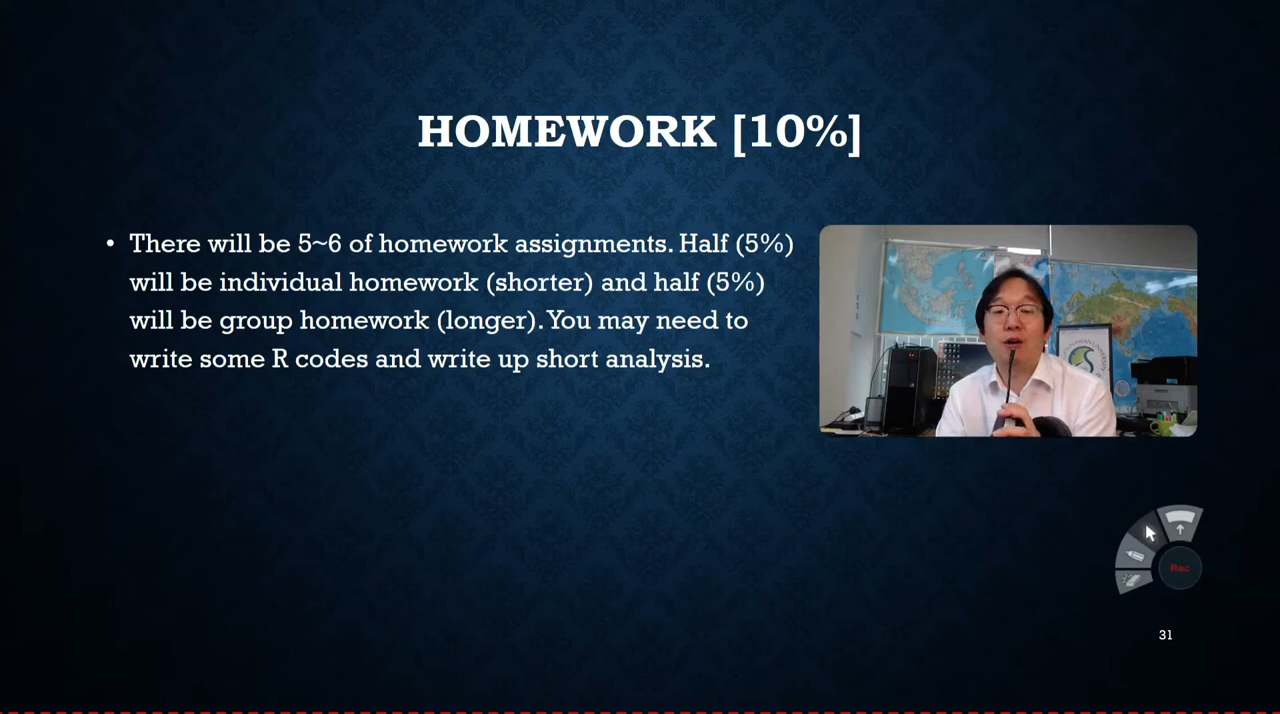 HOMEWORK [10%]
• There will be 5~6 of homework assignments. Half (5%)
will be individual homework (shorter) and half (5%)
will be group homework (longer). You may need to
write some R codes and write up short analysis.
Rec
31